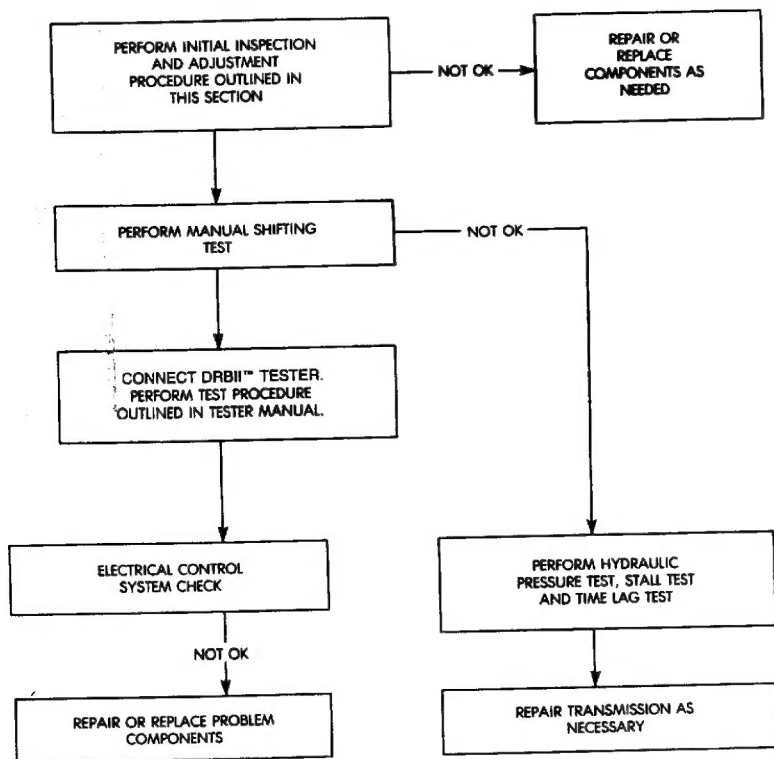 PERFORM INITIAL INSPECTION
AND ADJUSTMENT
PROCEDURE OUTLINED IN
THIS SECTION
NOT OK
REPAIR OR
REPLACE
COMPONENTS AS
NEEDED
PERFORM MANUAL SHIFTING
TEST
NOT OK
CONNECT DRBII™ TESTER.
PERFORM TEST PROCEDURE
OUTLINED IN TESTER MANUAL.
ELECTRICAL CONTROL
SYSTEM CHECK
PERFORM HYDRAULIC
PRESSURE TEST, STALL TEST
AND TIME LAG TEST
NOT OK
REPAIR OR REPLACE PROBLEM
COMPONENTS
REPAIR TRANSMISSION AS
NECESSARY